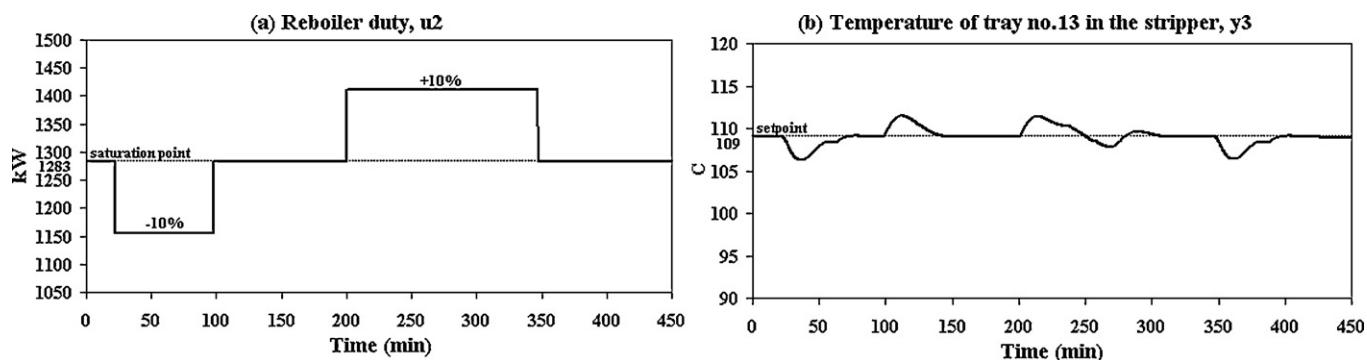 (a) Reboiler duty, u2
1500
1450
1400
1350
1300
1283
1250
1200
1150
1100
1050
kW
saturation point
-10%
+10%
0 50 100 150 200 250 300 350 400 450
Time (min)
(b) Temperature of tray no.13 in the stripper, y3
120
115
110
109
105
100
95
90
C
setpoint
0 50 100 150 200 250 300 350 400 450
Time (min)